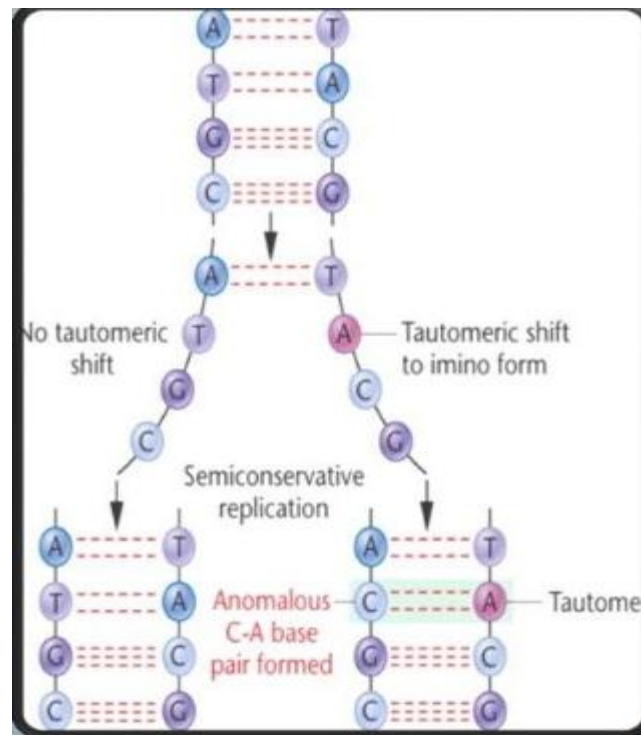 A T
T A
G C
C G
A T
No tautomeric
shift
T A
Tautomeric shift
to imino form
G C
C G
Semiconservative
replication
A T A T
T A C A
Anomalous
C-A base
pair formed
Tautome
G C G C
C G C G